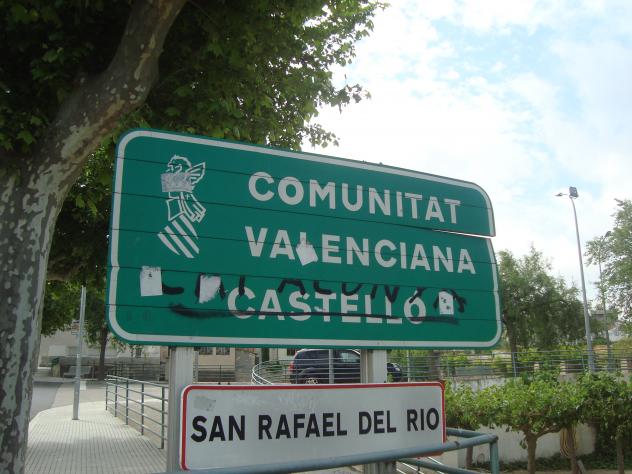 COMUNITAT
VALENCIANA
CASTELLÓ
SAN RAFAEL DEL RIO